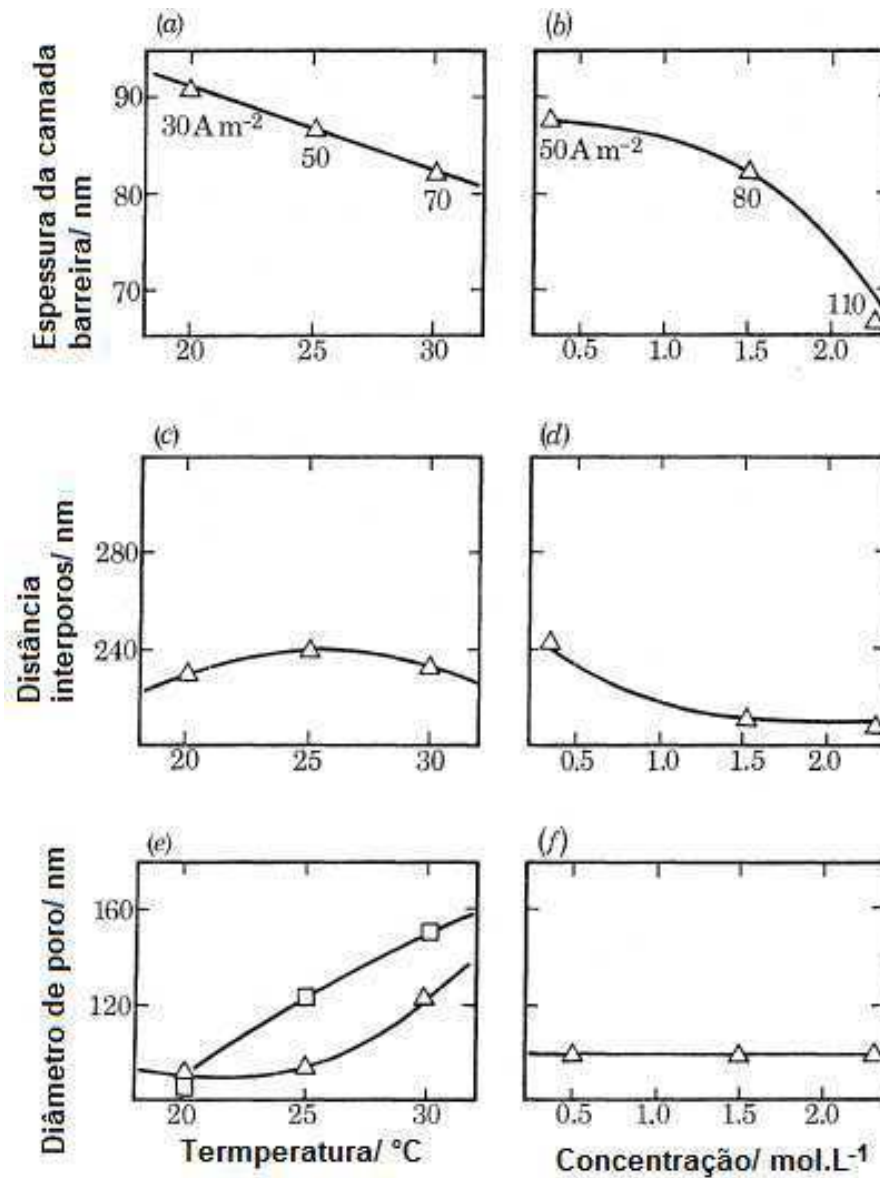 (a)
(b)
Espessura da camada
barreira/ nm
90
80
70
30 A m-2
50
70
50 A m-2
80
110
20
25
30
0.5
1.0
1.5
2.0
(c)
(d)
Distância
interporos/ nm
280
240
20
25
30
0.5
1.0
1.5
2.0
(e)
(f)
Diâmetro de poro/ nm
160
120
20
25
30
0.5
1.0
1.5
2.0
Termperatura/ °C
Concentração/ mol.L-1